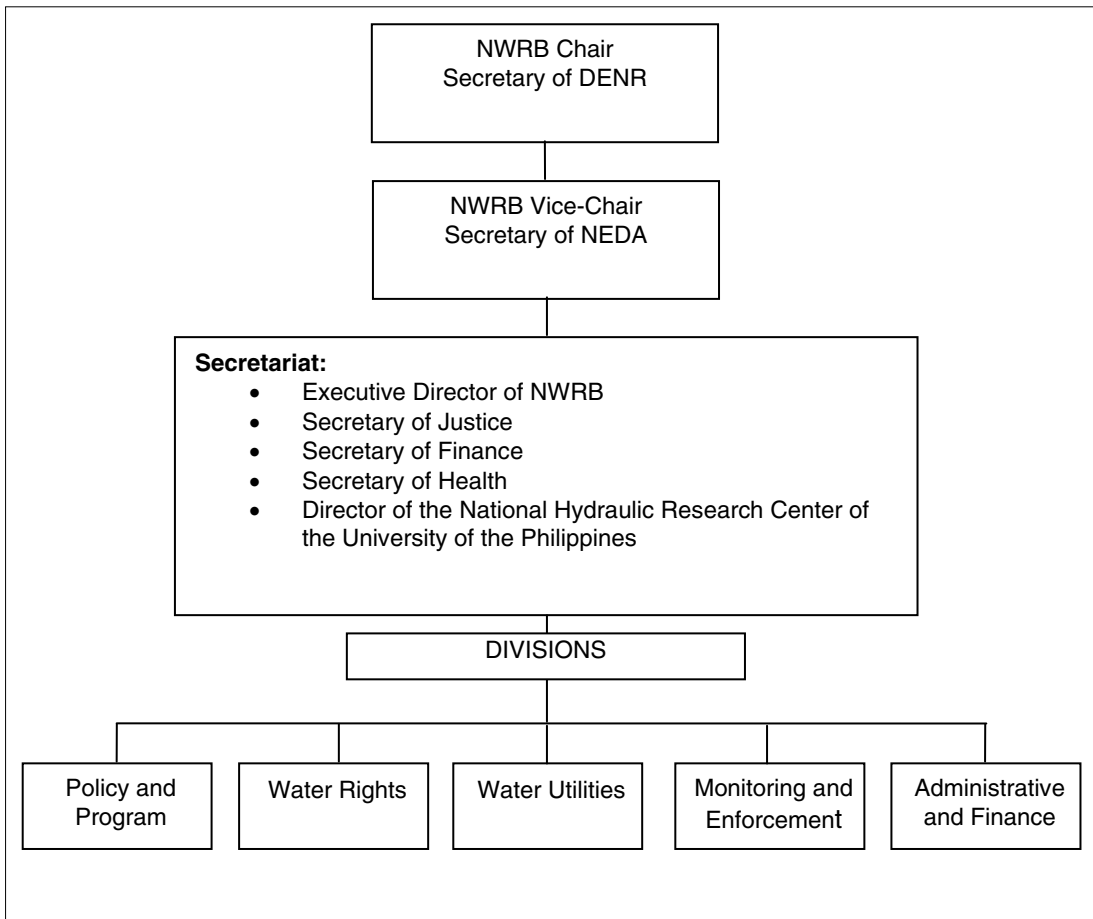 NWRB Chair
Secretary of DENR
NWRB Vice-Chair
Secretary of NEDA
Secretariat:
• Executive Director of NWRB
• Secretary of Justice
• Secretary of Finance
• Secretary of Health
• Director of the National Hydraulic Research Center of
the University of the Philippines
DIVISIONS
Policy and
Program
Water Rights
Water Utilities
Monitoring and
Enforcement
Administrative
and Finance